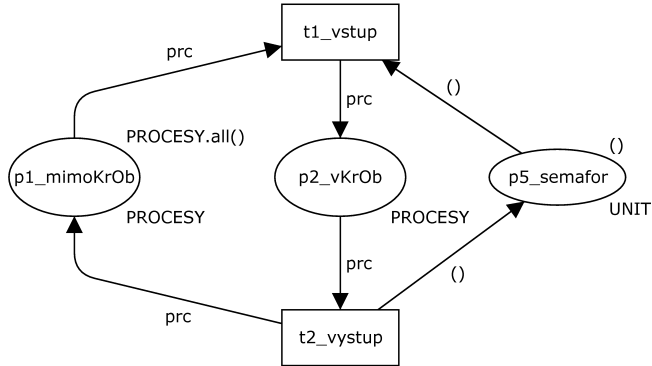 t1_vstup
prc
()
prc
PROCESY.all()
()
p1_mimoKrOb
p2_vKrOb
p5_semafor
PROCESY
PROCESY
UNIT
prc
()
prc
t2_vystup